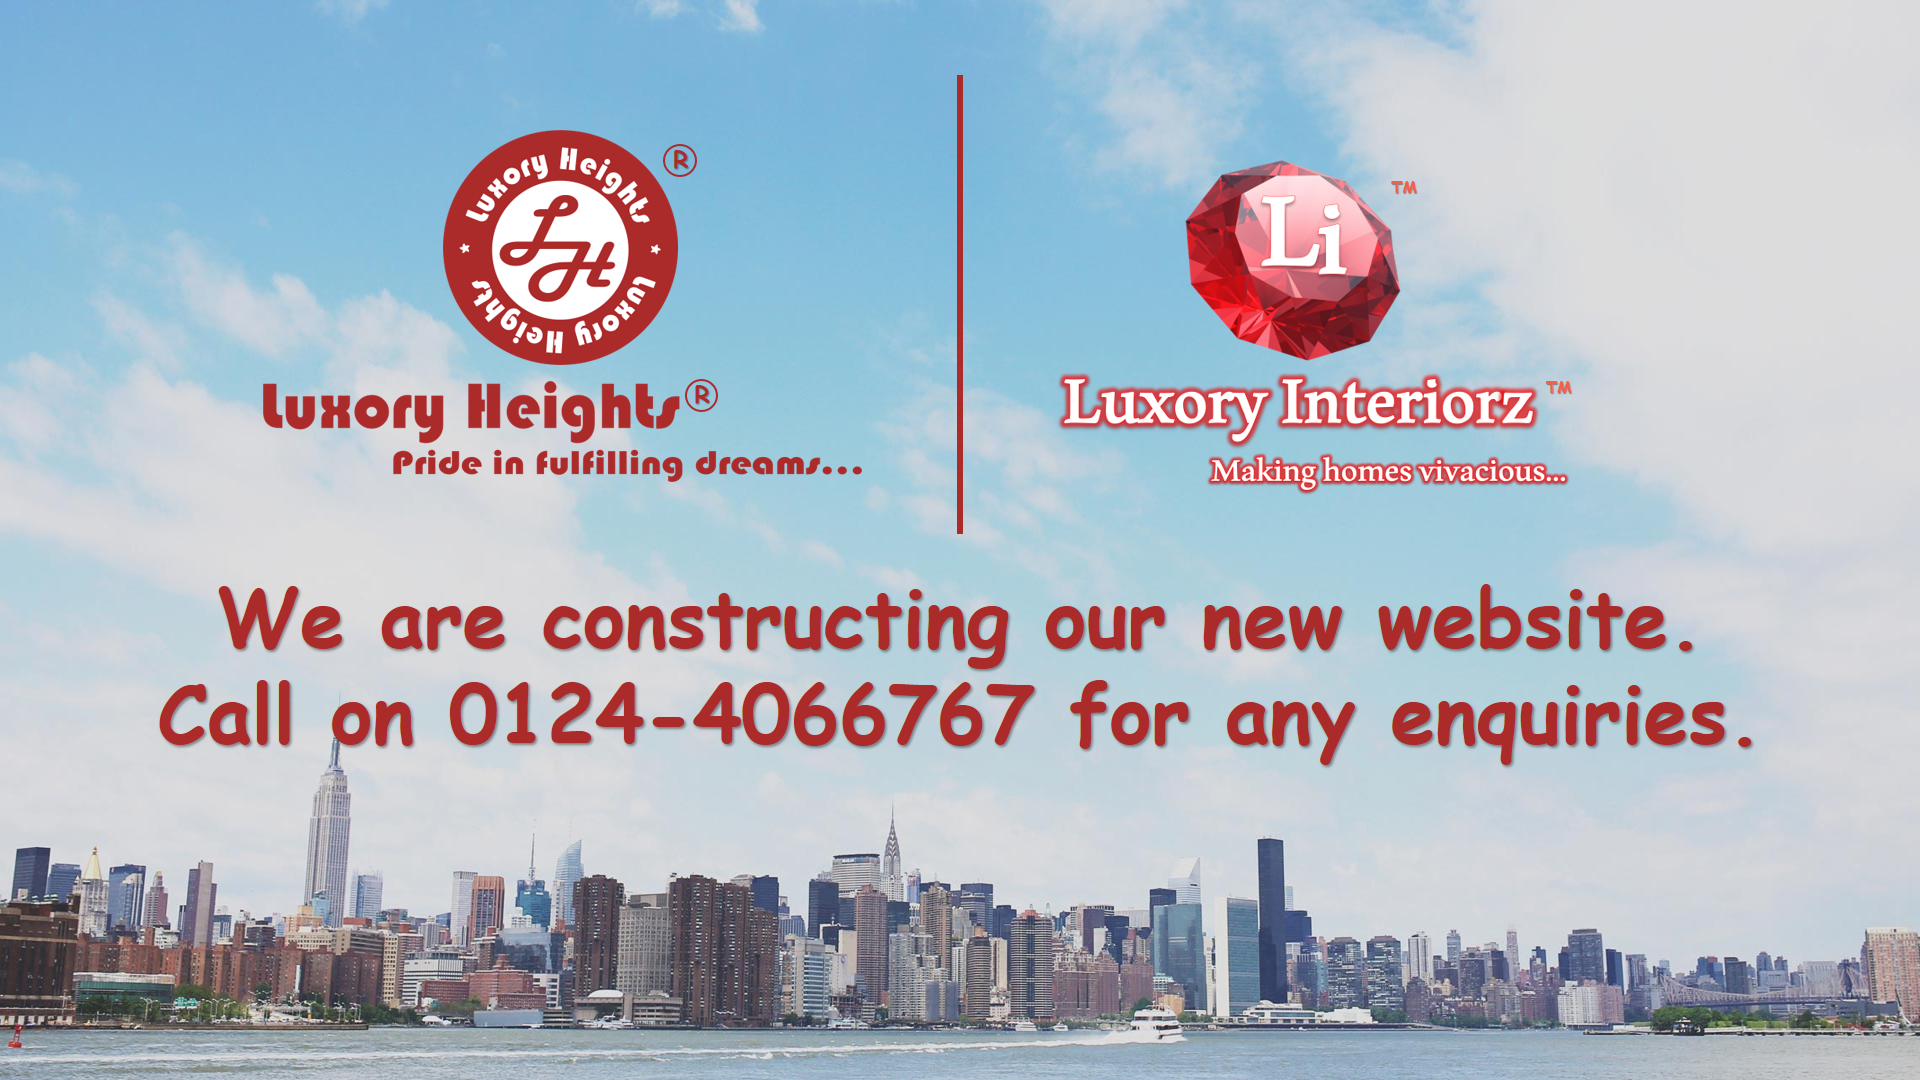 Luxory Heights
®
LH
Luxory Heights
Luxory Heights®
Pride in fulfilling dreams...
Li
™
Luxory Interiorz ™
Making homes vivacious...
We are constructing our new website.
Call on 0124-4066767 for any enquiries.